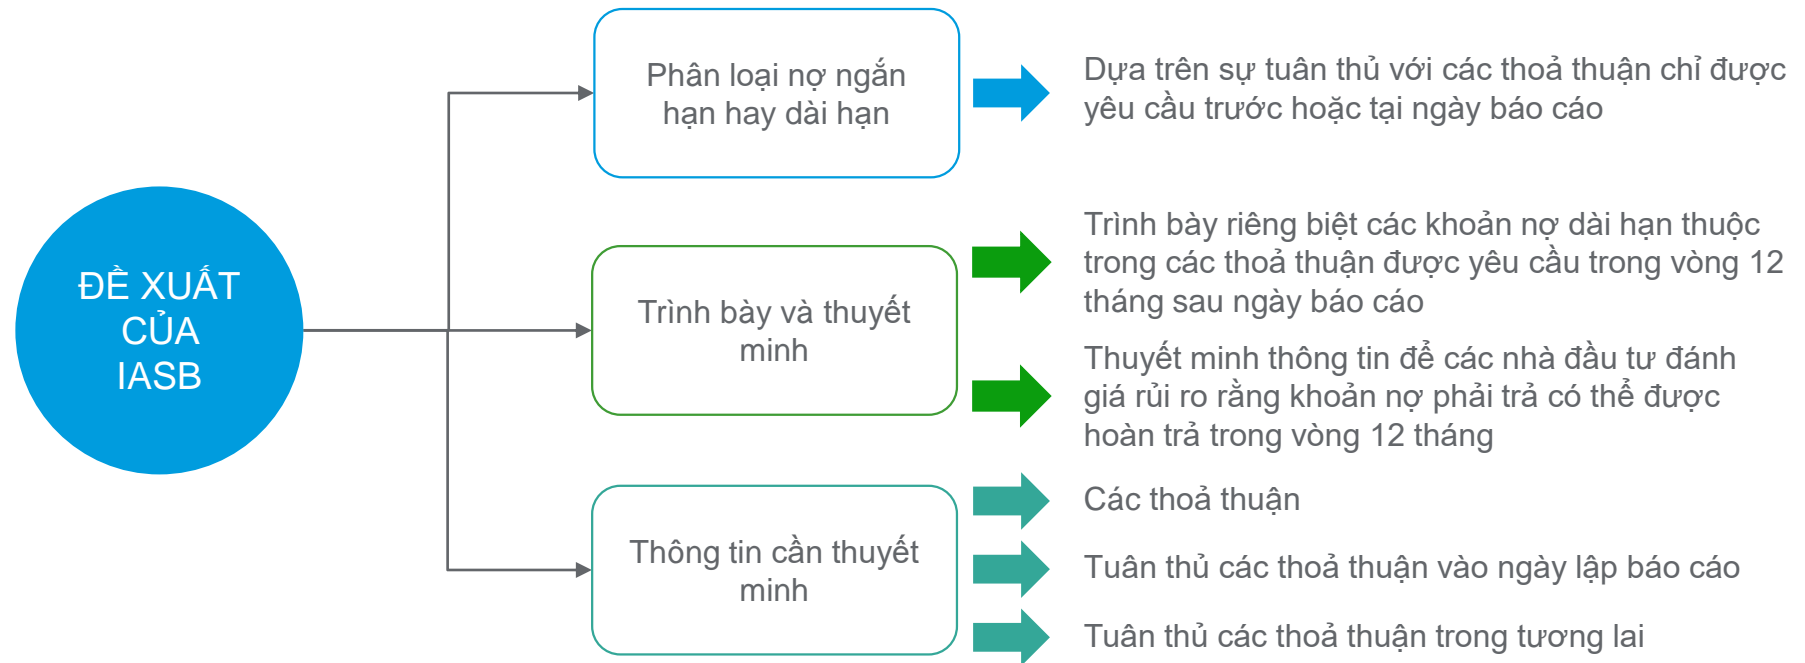 ĐỀ XUẤT
CỦA
IASB
Phân loại nợ ngắn
hạn hay dài hạn
Dựa trên sự tuân thủ với các thoả thuận chỉ được
yêu cầu trước hoặc tại ngày báo cáo
Trình bày và thuyết
minh
Trình bày riêng biệt các khoản nợ dài hạn thuộc
trong các thoả thuận được yêu cầu trong vòng 12
tháng sau ngày báo cáo
Thuyết minh thông tin để các nhà đầu tư đánh
giá rủi ro rằng khoản nợ phải trả có thể được
hoàn trả trong vòng 12 tháng
Thông tin cần thuyết
minh
Các thoả thuận
Tuân thủ các thoả thuận vào ngày lập báo cáo
Tuân thủ các thoả thuận trong tương lai